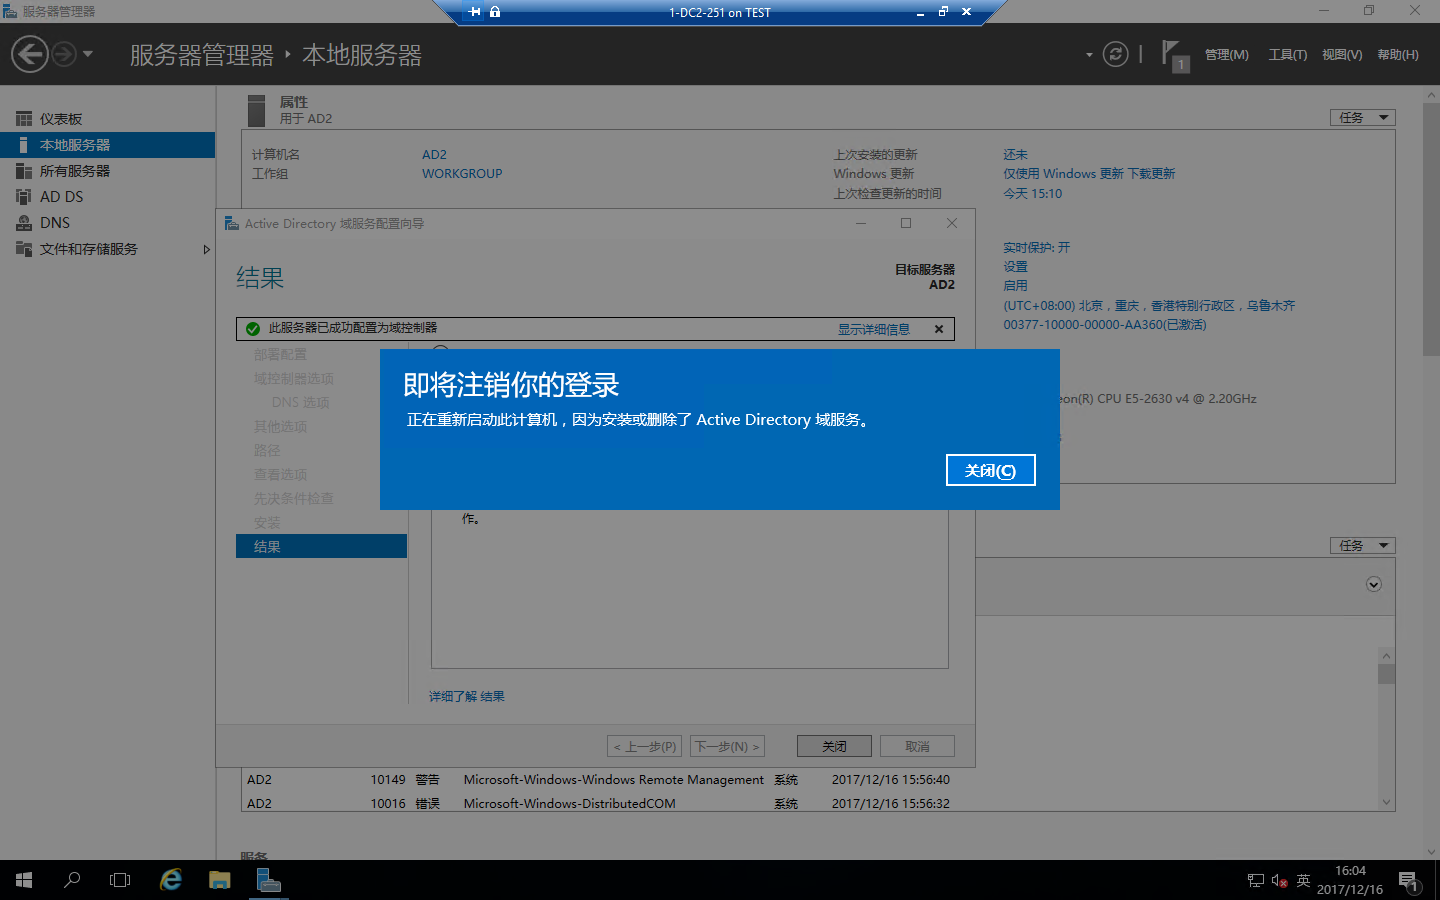 服务器管理器
1-DC2-251 on TEST
服务器管理器 ‣ 本地服务器
1
管理(M) 工具(T) 视图(V) 帮助(H)
仪表板
本地服务器
所有服务器
AD DS
DNS
文件和存储服务
属性
用于 AD2
任务
计算机名 AD2
工作组 WORKGROUP
上次安装的更新 还未
Windows 更新 仅使用 Windows 更新 下载更新
上次检查更新的时间 今天 15:10
实时保护: 开
设置
启用
(UTC+08:00) 北京，重庆，香港特别行政区，乌鲁木齐
00377-10000-00000-AA360(已激活)
eon(R) CPU E5-2630 v4 @ 2.20GHz
Active Directory 域服务配置向导
结果
目标服务器
AD2
此服务器已成功配置为域控制器 显示详细信息
部署配置
域控制器选项
DNS 选项
其他选项
路径
查看选项
先决条件检查
安装
结果
即将注销你的登录
正在重新启动此计算机，因为安装或删除了 Active Directory 域服务。
关闭(C)
作。
详细了解 结果
< 上一步(P) 下一步(N) > 关闭 取消
任务
AD2 10149 警告 Microsoft-Windows-Windows Remote Management 系统 2017/12/16 15:56:40
AD2 10016 错误 Microsoft-Windows-DistributedCOM 系统 2017/12/16 15:56:32
服务
英
16:04
2017/12/16
1